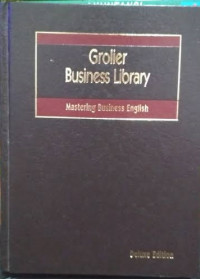 Grolier
Business Library
Mastering Business English
Deluxe Edition